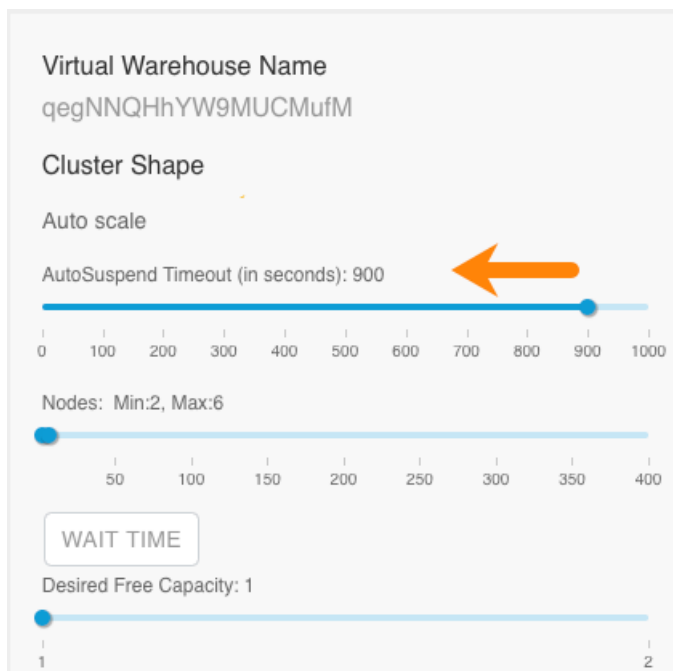 Virtual Warehouse Name
qegNNQHhYW9MUCMufM
Cluster Shape
Auto scale
AutoSuspend Timeout (in seconds): 900
0 100 200 300 400 500 600 700 800 900 1000
Nodes: Min:2, Max:6
50 100 150 200 250 300 350 400
WAIT TIME
Desired Free Capacity: 1
1 2